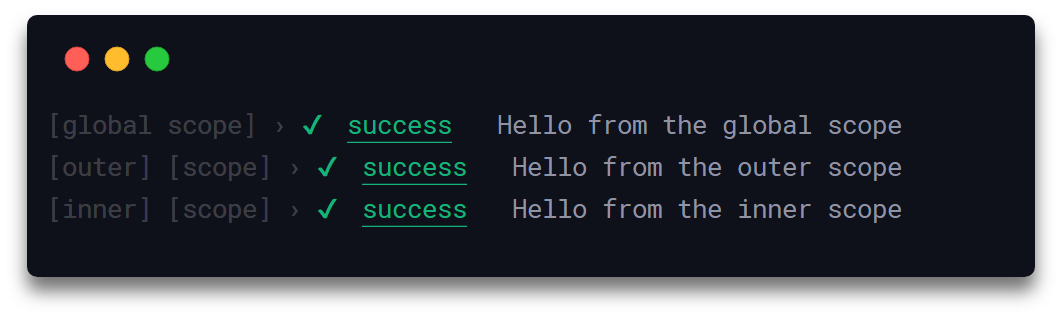 [global scope] › ✔ success   Hello from the global scope
[outer] [scope] › ✔ success   Hello from the outer scope
[inner] [scope] › ✔ success   Hello from the inner scope